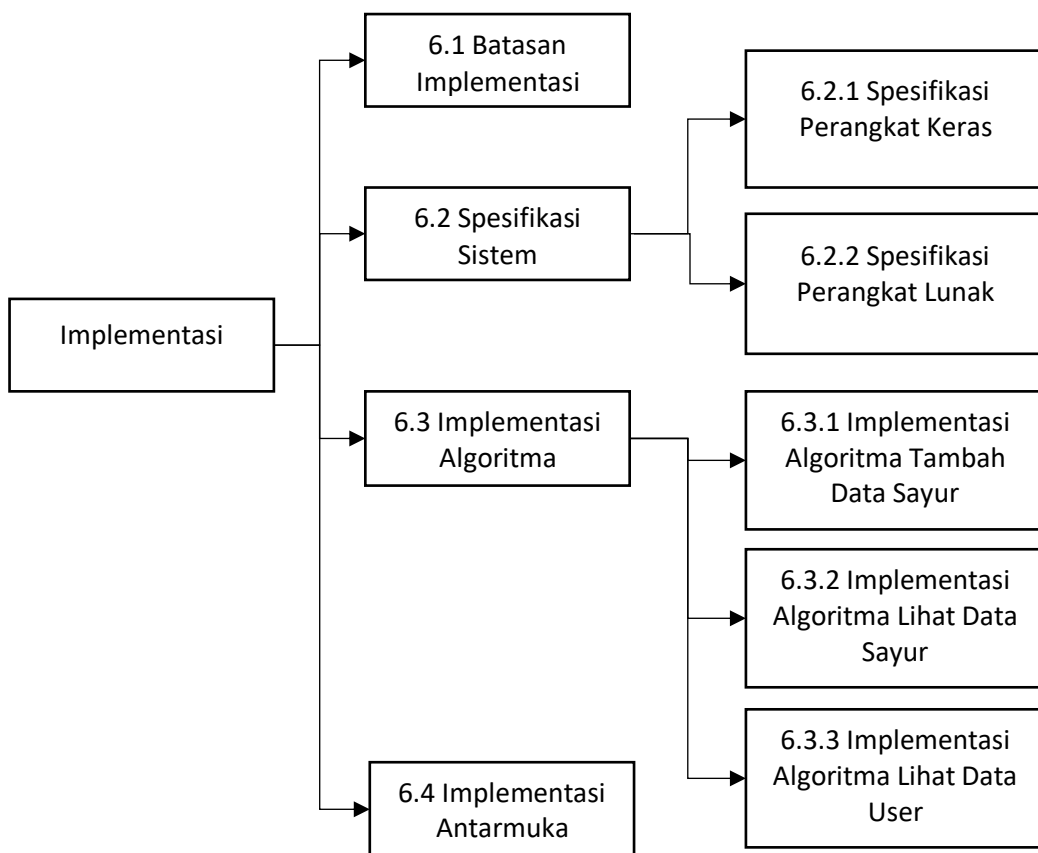 Implementasi
6.1 Batasan
Implementasi
6.2 Spesifikasi
Sistem
6.2.1 Spesifikasi
Perangkat Keras
6.2.2 Spesifikasi
Perangkat Lunak
6.3 Implementasi
Algoritma
6.3.1 Implementasi
Algoritma Tambah
Data Sayur
6.3.2 Implementasi
Algoritma Lihat Data
Sayur
6.3.3 Implementasi
Algoritma Lihat Data
User
6.4 Implementasi
Antarmuka